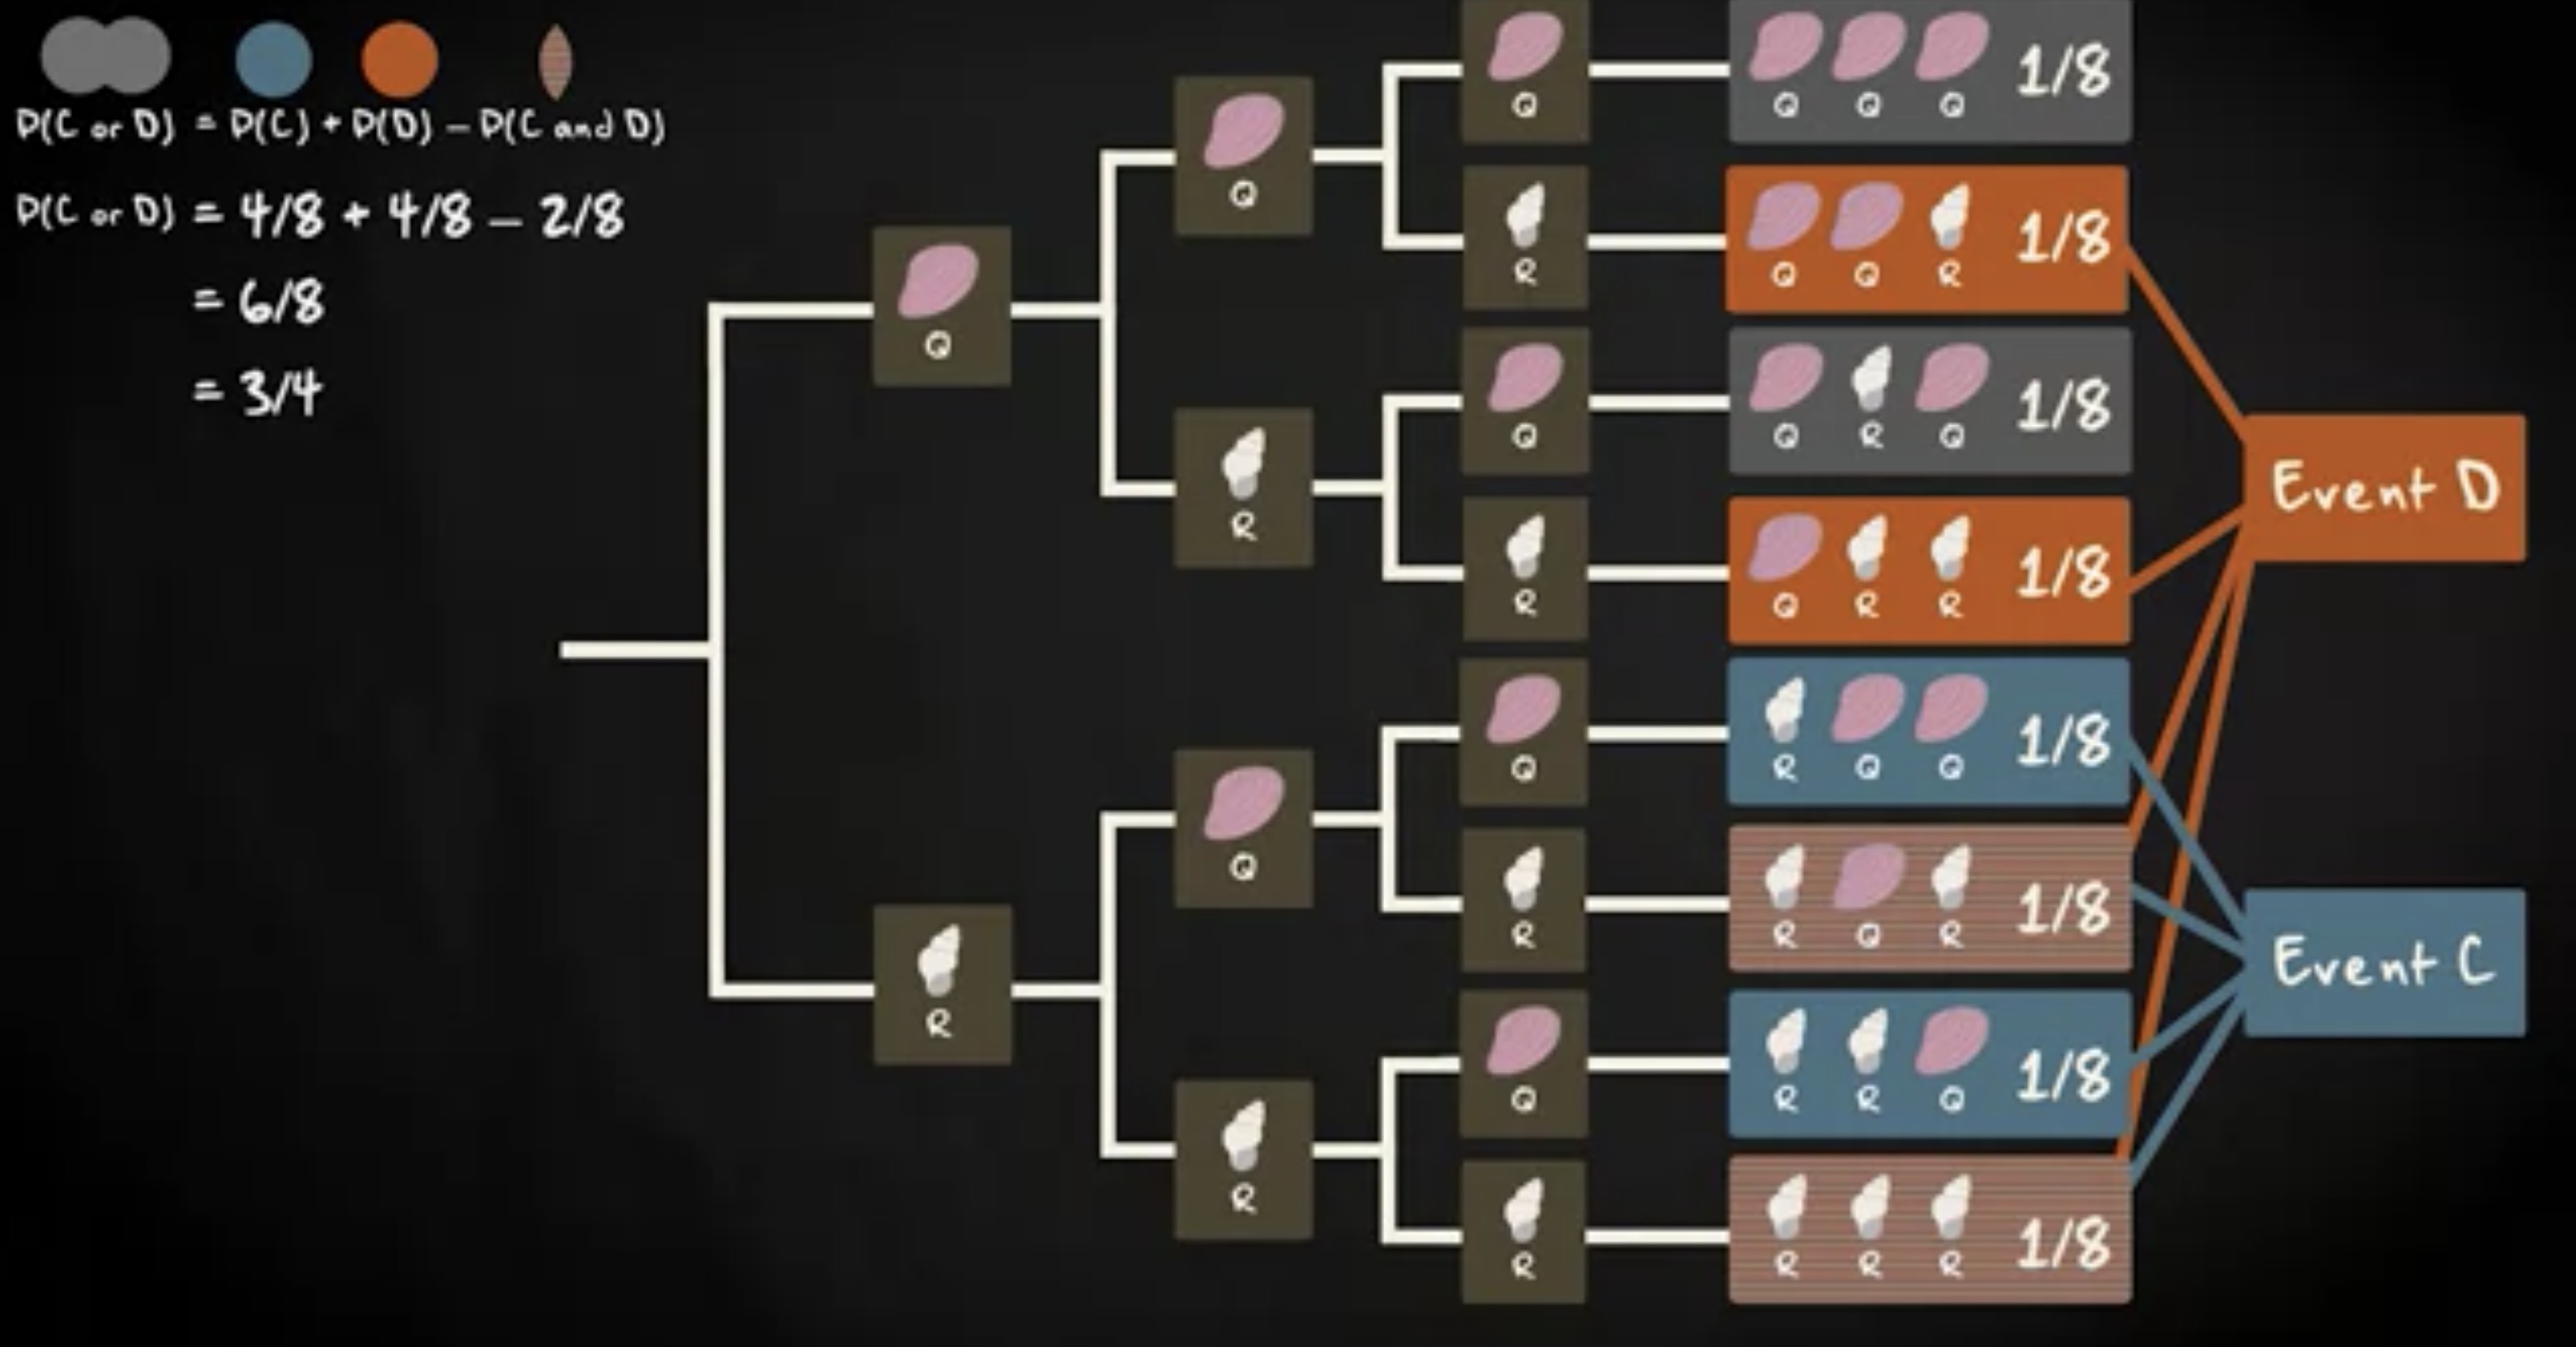 P(C or D) = P(C) + P(D) - P(C and D)
P(C or D) = 4/8 + 4/8 - 2/8
= 6/8
= 3/4
Q
R
Q
R
Q
R
Q
R
Q
R
Q
R
Q
R
Q Q Q 1/8
Q Q R 1/8
Q R Q 1/8
Q R R 1/8
R Q Q 1/8
R Q R 1/8
R R Q 1/8
R R R 1/8
Event D
Event C